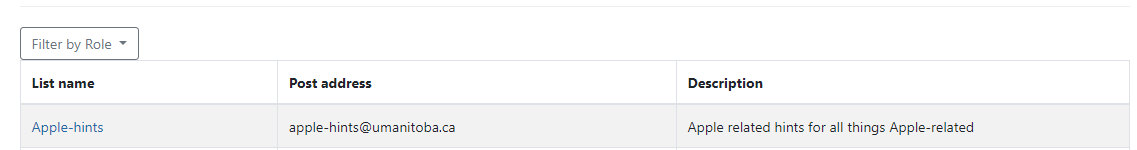 Filter by Role
List name Post address Description
Apple-hints apple-hints@umanitoba.ca Apple related hints for all things Apple-related